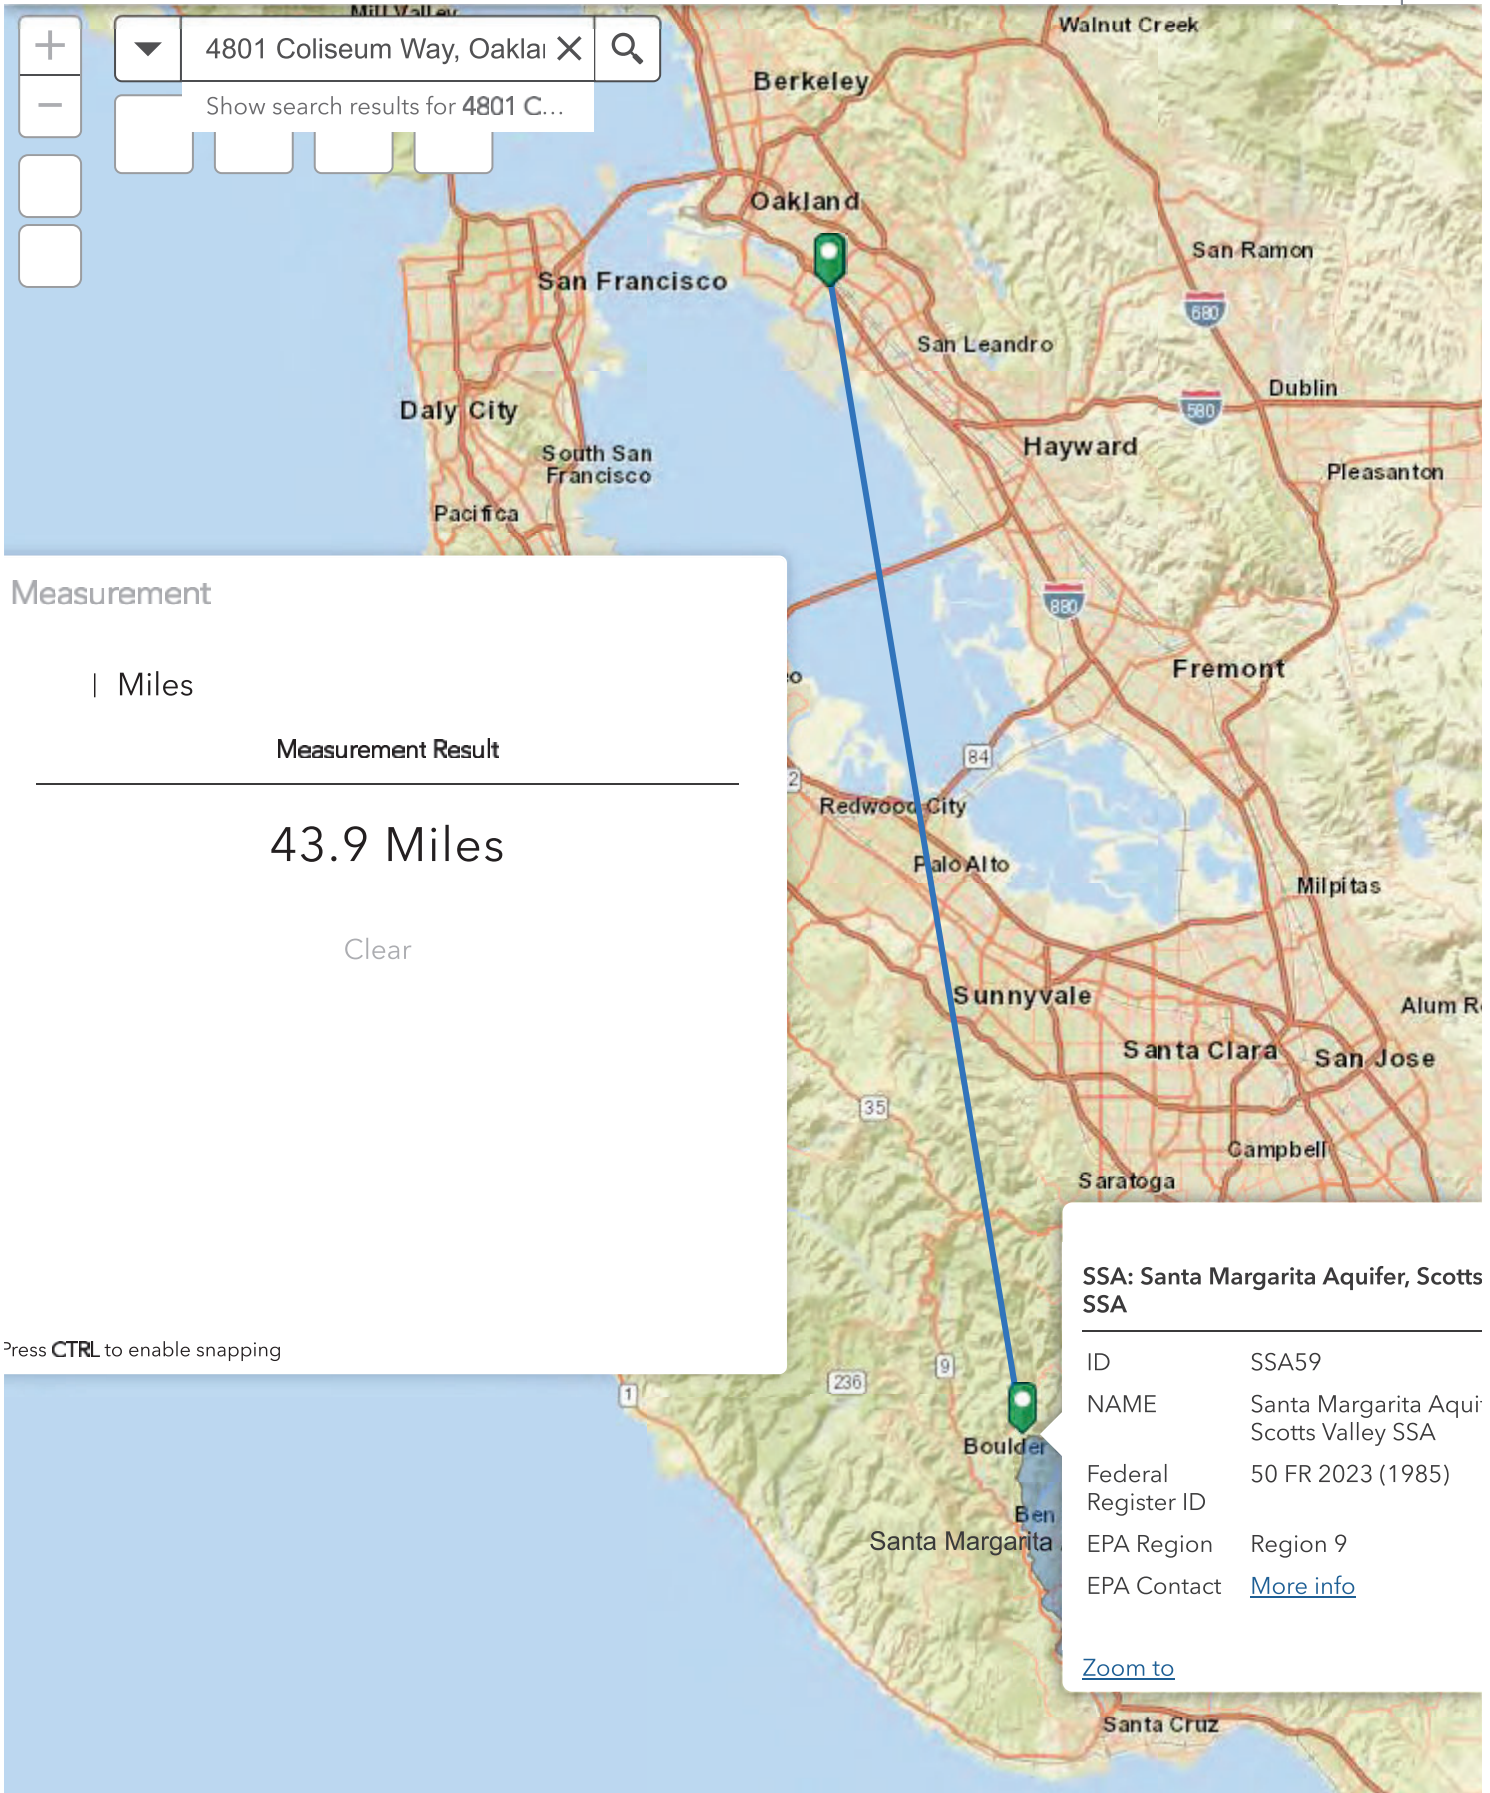 Mill Valley
Walnut Creek
4801 Coliseum Way, Oakla
Show search results for 4801 C...
Berkeley
Oakland
San Francisco
San Ramon
680
San Leandro
Dublin
580
Daly City
Hayward
South San
Francisco
Pleasanton
Pacifica
Measurement
880
Miles
Fremont
Measurement Result
84
2
Redwood City
43.9 Miles
Palo Alto
Milpitas
Clear
Sunnyvale
Alum R
Santa Clara
San Jose
35
Campbell
Saratoga
SSA: Santa Margarita Aquifer, Scotts
SSA
Press CTRL to enable snapping
ID SSA59
9
236
1
NAME Santa Margarita Aqui
Scotts Valley SSA
Boulder
Federal
Register ID
50 FR 2023 (1985)
Ben
Santa Margarita
EPA Region Region 9
EPA Contact More info
Zoom to
Santa Cruz